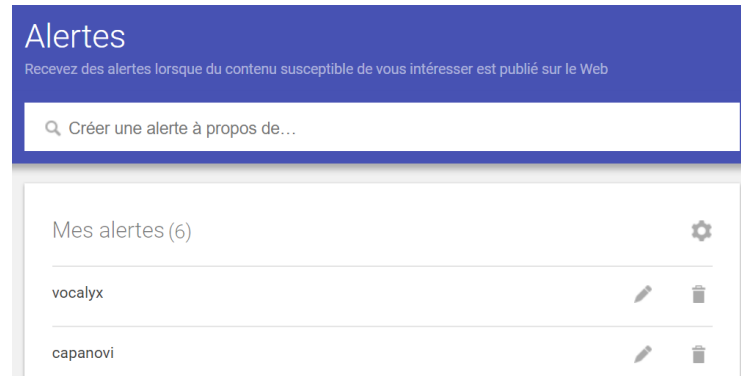 Alertes
Recevez des alertes lorsque du contenu susceptible de vous intéresser est publié sur le Web
Créer une alerte à propos de…
Mes alertes (6)
vocalyx
capanovi